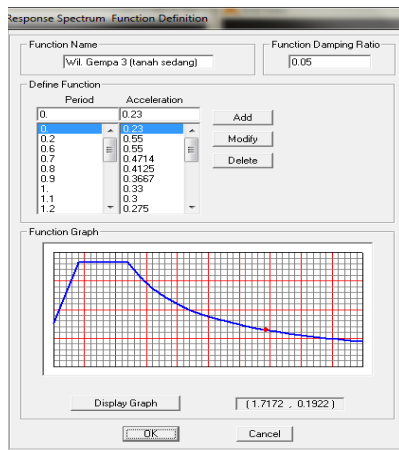 Response Spectrum Function Definition
Function Name
Function Damping Ratio
Wil. Gempa 3 (tanah sedang)
0.05
Define Function
Period Acceleration
0. 0.23
Add
0. 0.23
0.2 0.55
Modify
0.6 0.55
0.7 0.4714
Delete
0.8 0.4125
0.9 0.3667
1. 0.33
1.1 0.3
1.2 0.275
Function Graph
Display Graph
(1.7172 , 0.1922)
OK
Cancel